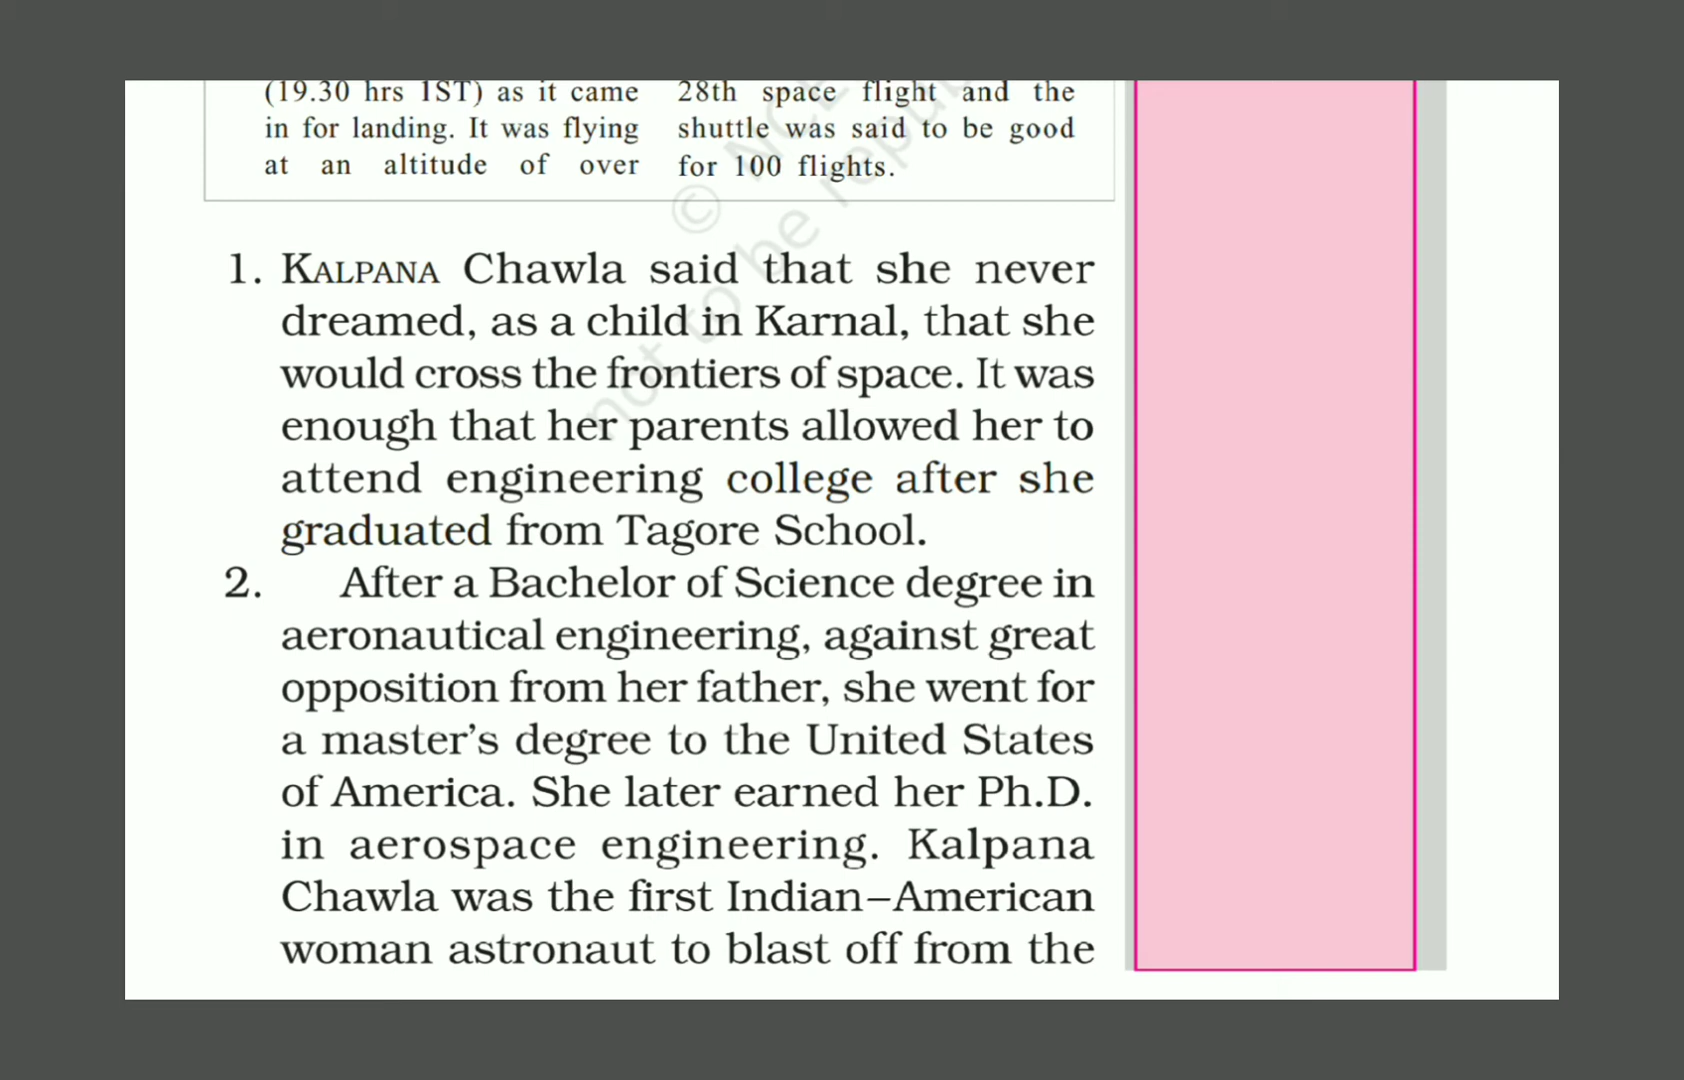 (19.30 hrs IST) as it came
in for landing. It was flying
at an altitude of over
28th space flight and the
shuttle was said to be good
for 100 flights.
© NCE
not to be repu
1. KALPANA Chawla said that she never
dreamed, as a child in Karnal, that she
would cross the frontiers of space. It was
enough that her parents allowed her to
attend engineering college after she
graduated from Tagore School.
2. After a Bachelor of Science degree in
aeronautical engineering, against great
opposition from her father, she went for
a master’s degree to the United States
of America. She later earned her Ph.D.
in aerospace engineering. Kalpana
Chawla was the first Indian–American
woman astronaut to blast off from the